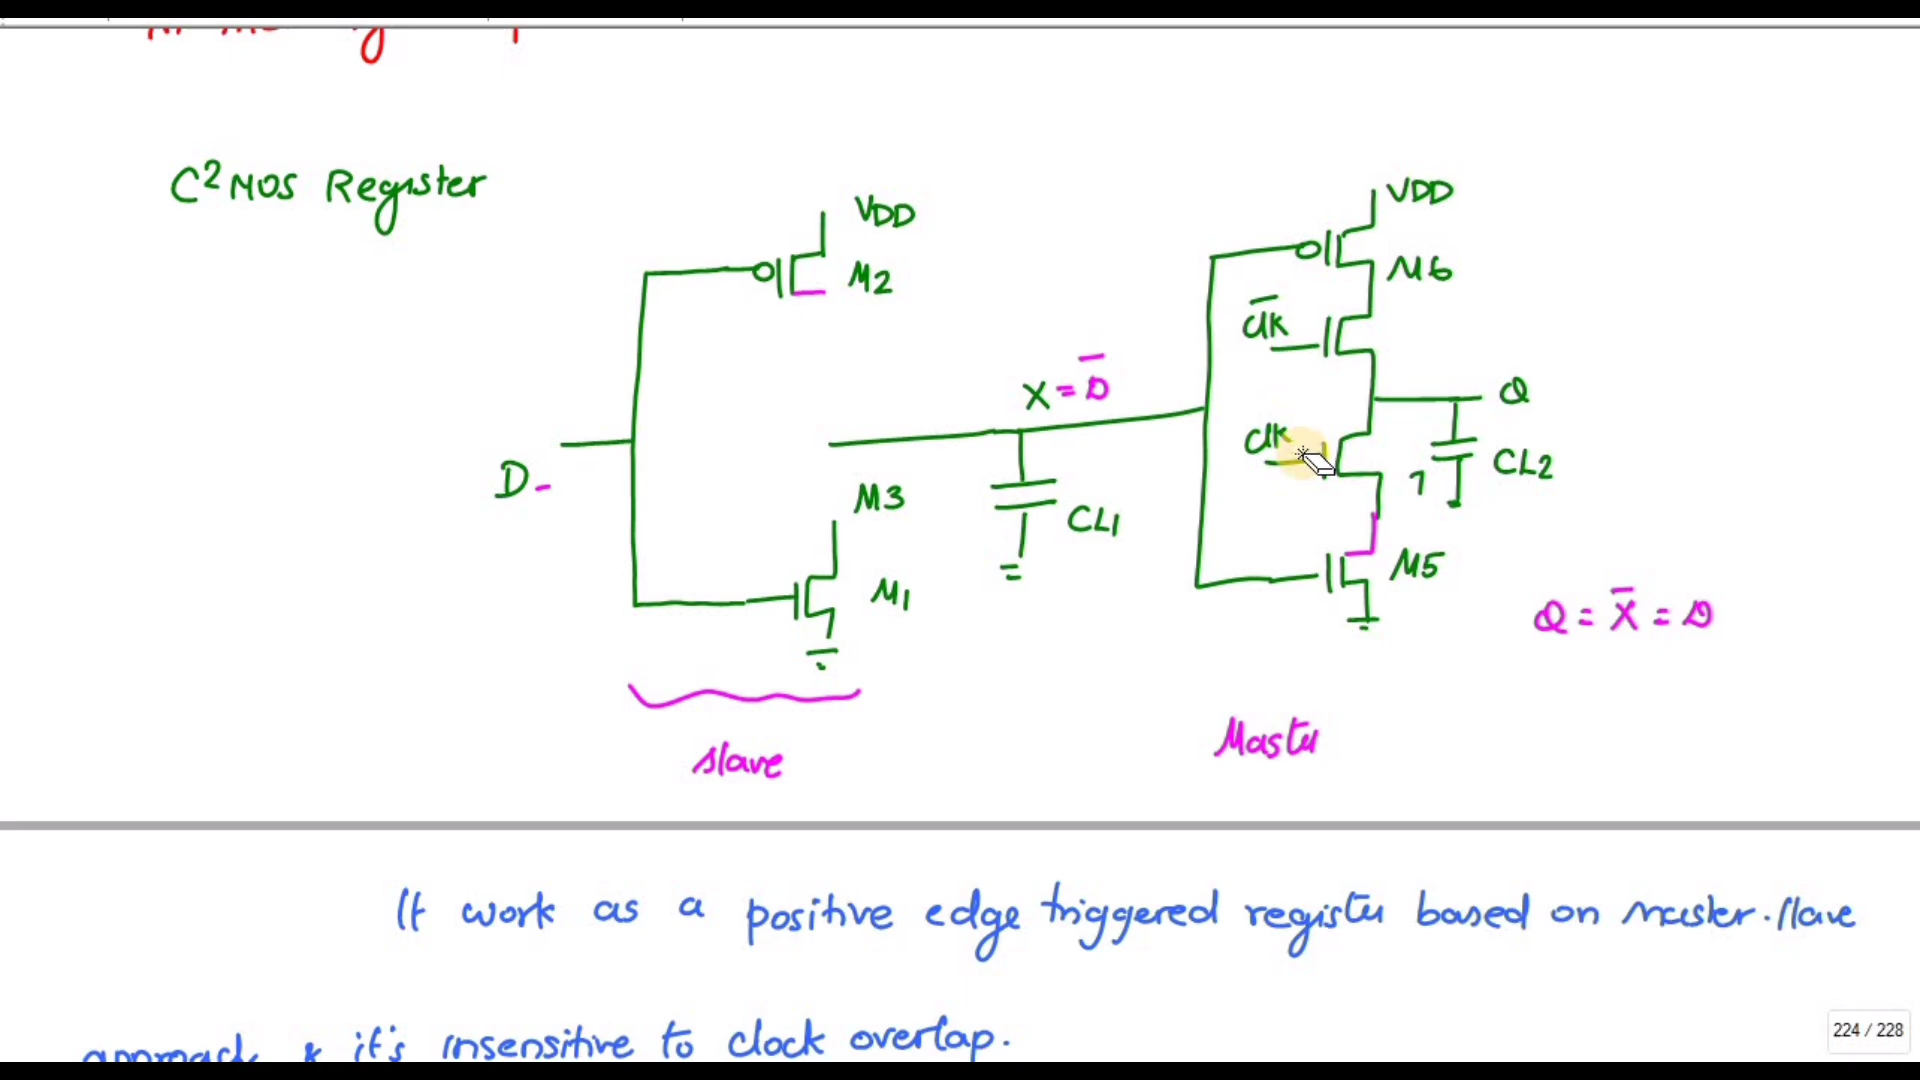 C²MOS Register
VDD
VDD
M2
M6
C̅l̅k̅
X = D̅
Q
Clk
D
M3
CL2
CL1
M1
M5
Q = X̅ = D
slave
Master
It work as a positive edge triggered register based on master-slave
approach & it's insensitive to clock overlap.
224 / 228